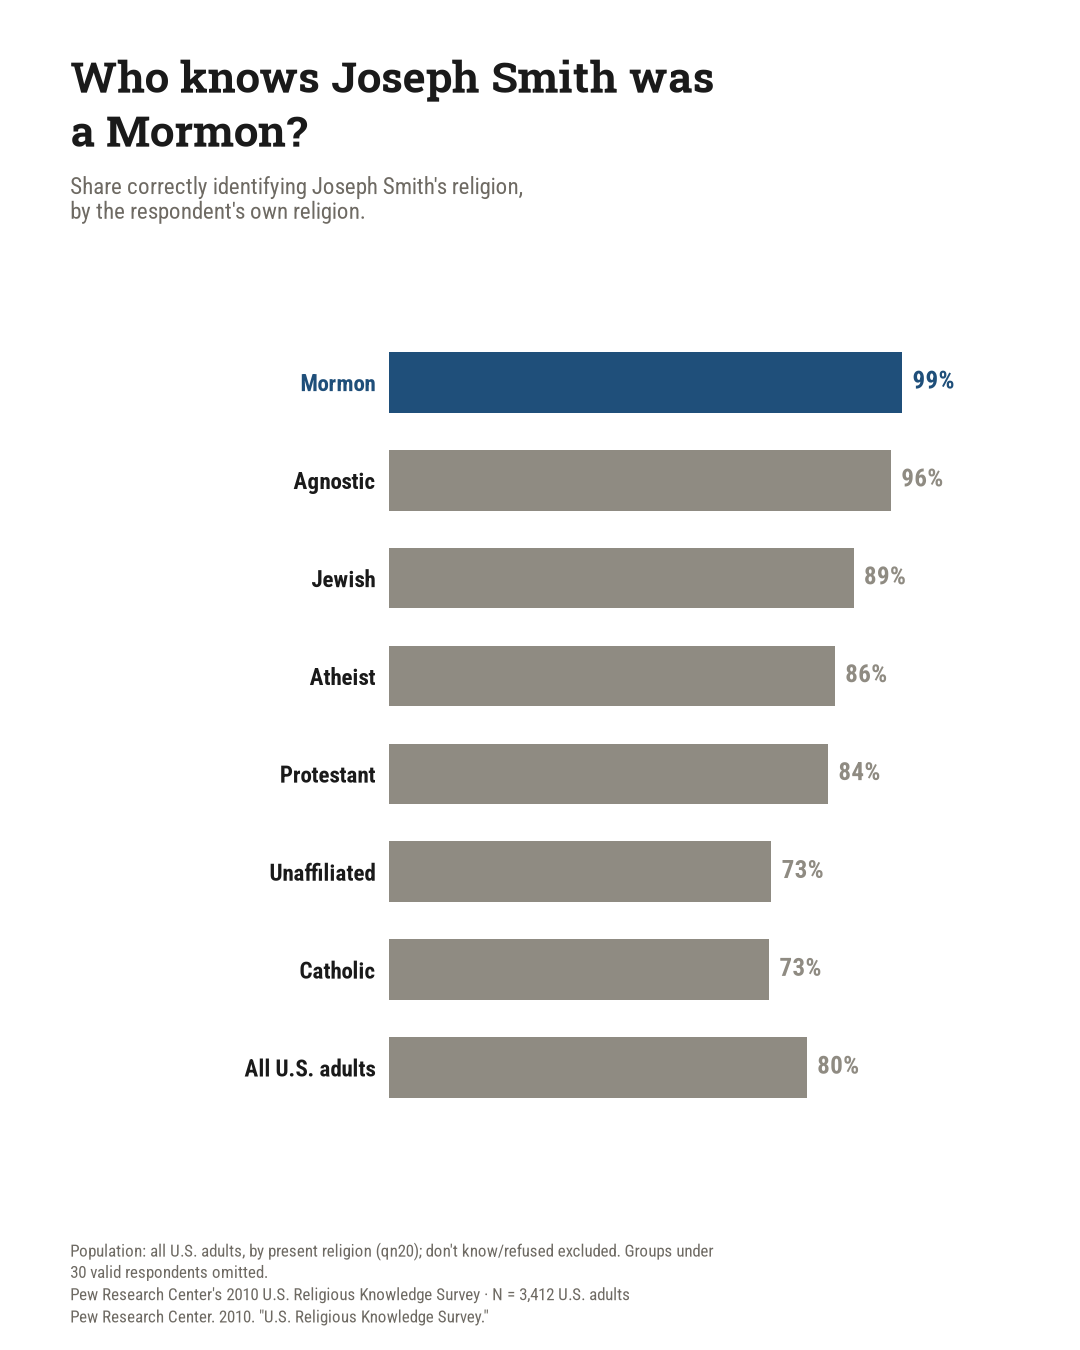 Who knows Joseph Smith was
a Mormon?
Share correctly identifying Joseph Smith's religion,
by the respondent's own religion.
Mormon 99%
Agnostic 96%
Jewish 89%
Atheist 86%
Protestant 84%
Unaffiliated 73%
Catholic 73%
All U.S. adults 80%
Population: all U.S. adults, by present religion (qn20); don't know/refused excluded. Groups under
30 valid respondents omitted.
Pew Research Center's 2010 U.S. Religious Knowledge Survey · N = 3,412 U.S. adults
Pew Research Center. 2010. "U.S. Religious Knowledge Survey."